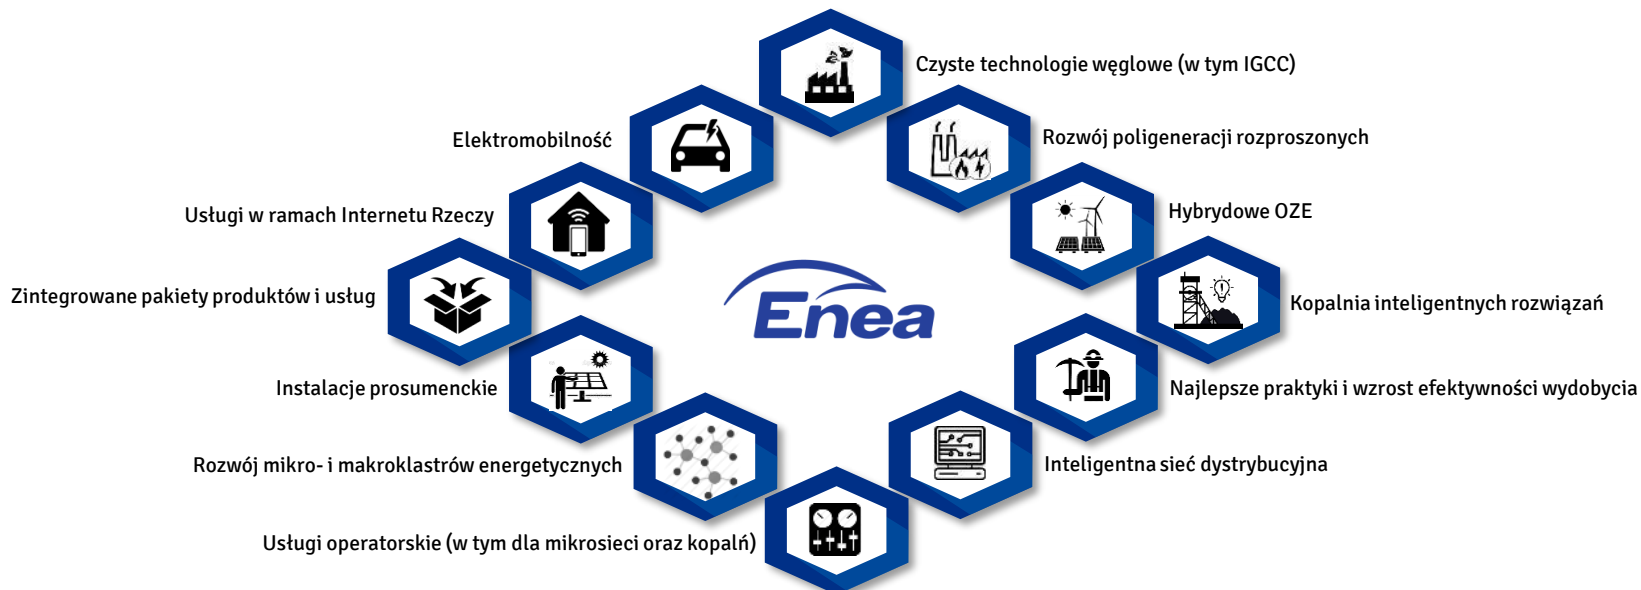 Czyste technologie węglowe (w tym IGCC)
Elektromobilność
Rozwój poligeneracji rozproszonych
Usługi w ramach Internetu Rzeczy
Hybrydowe OZE
Zintegrowane pakiety produktów i usług
Enea
Kopalnia inteligentnych rozwiązań
Instalacje prosumenckie
Najlepsze praktyki i wzrost efektywności wydobycia
Rozwój mikro- i makroklastrów energetycznych
Inteligentna sieć dystrybucyjna
Usługi operatorskie (w tym dla mikrosieci oraz kopalń)